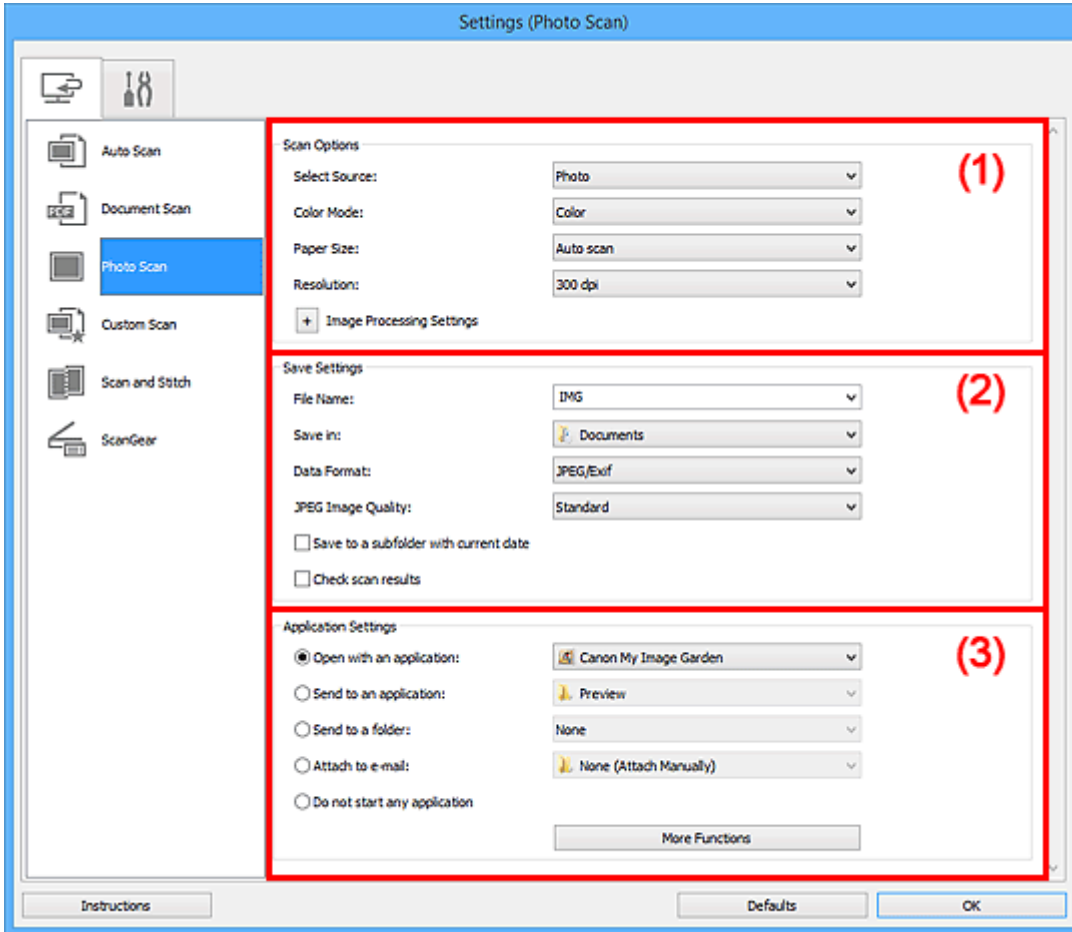 Settings (Photo Scan)
Auto Scan
Document Scan
Photo Scan
Custom Scan
Scan and Stitch
ScanGear
Scan Options
(1)
Select Source: Photo
Color Mode: Color
Paper Size: Auto scan
Resolution: 300 dpi
+ Image Processing Settings
Save Settings
(2)
File Name: IMG
Save in: Documents
Data Format: JPEG/Exif
JPEG Image Quality: Standard
Save to a subfolder with current date
Check scan results
Application Settings
(3)
Open with an application: Canon My Image Garden
Send to an application: Preview
Send to a folder: None
Attach to e-mail: None (Attach Manually)
Do not start any application
More Functions
Instructions Defaults OK